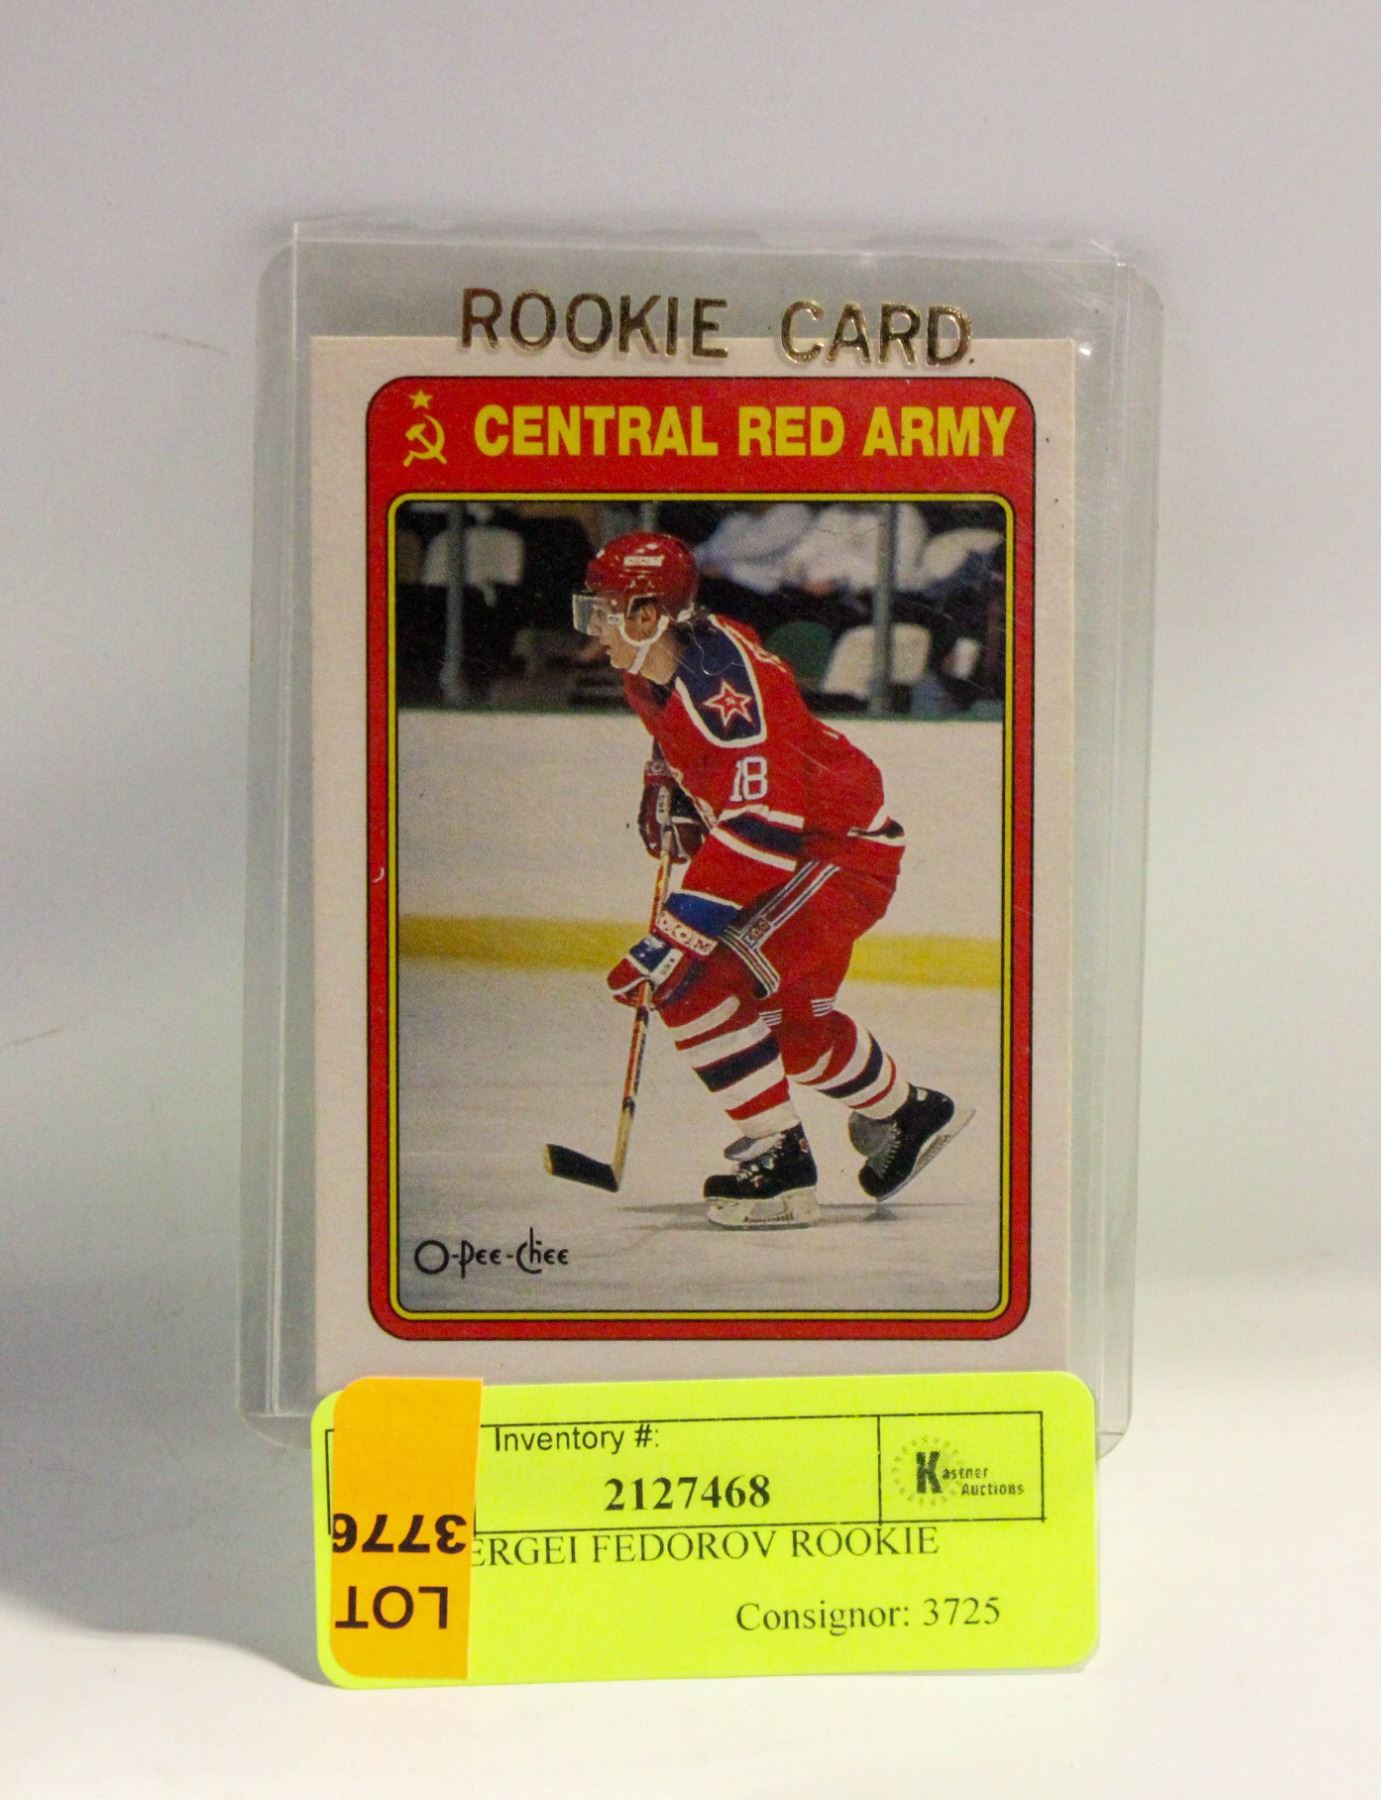 ROOKIE CARD
CENTRAL RED ARMY
18
CCM
O-Pee-Chee
Inventory #:
2127468
Kastner
Auctions
ERGEI FEDOROV ROOKIE
Consignor: 3725
LOT
3776